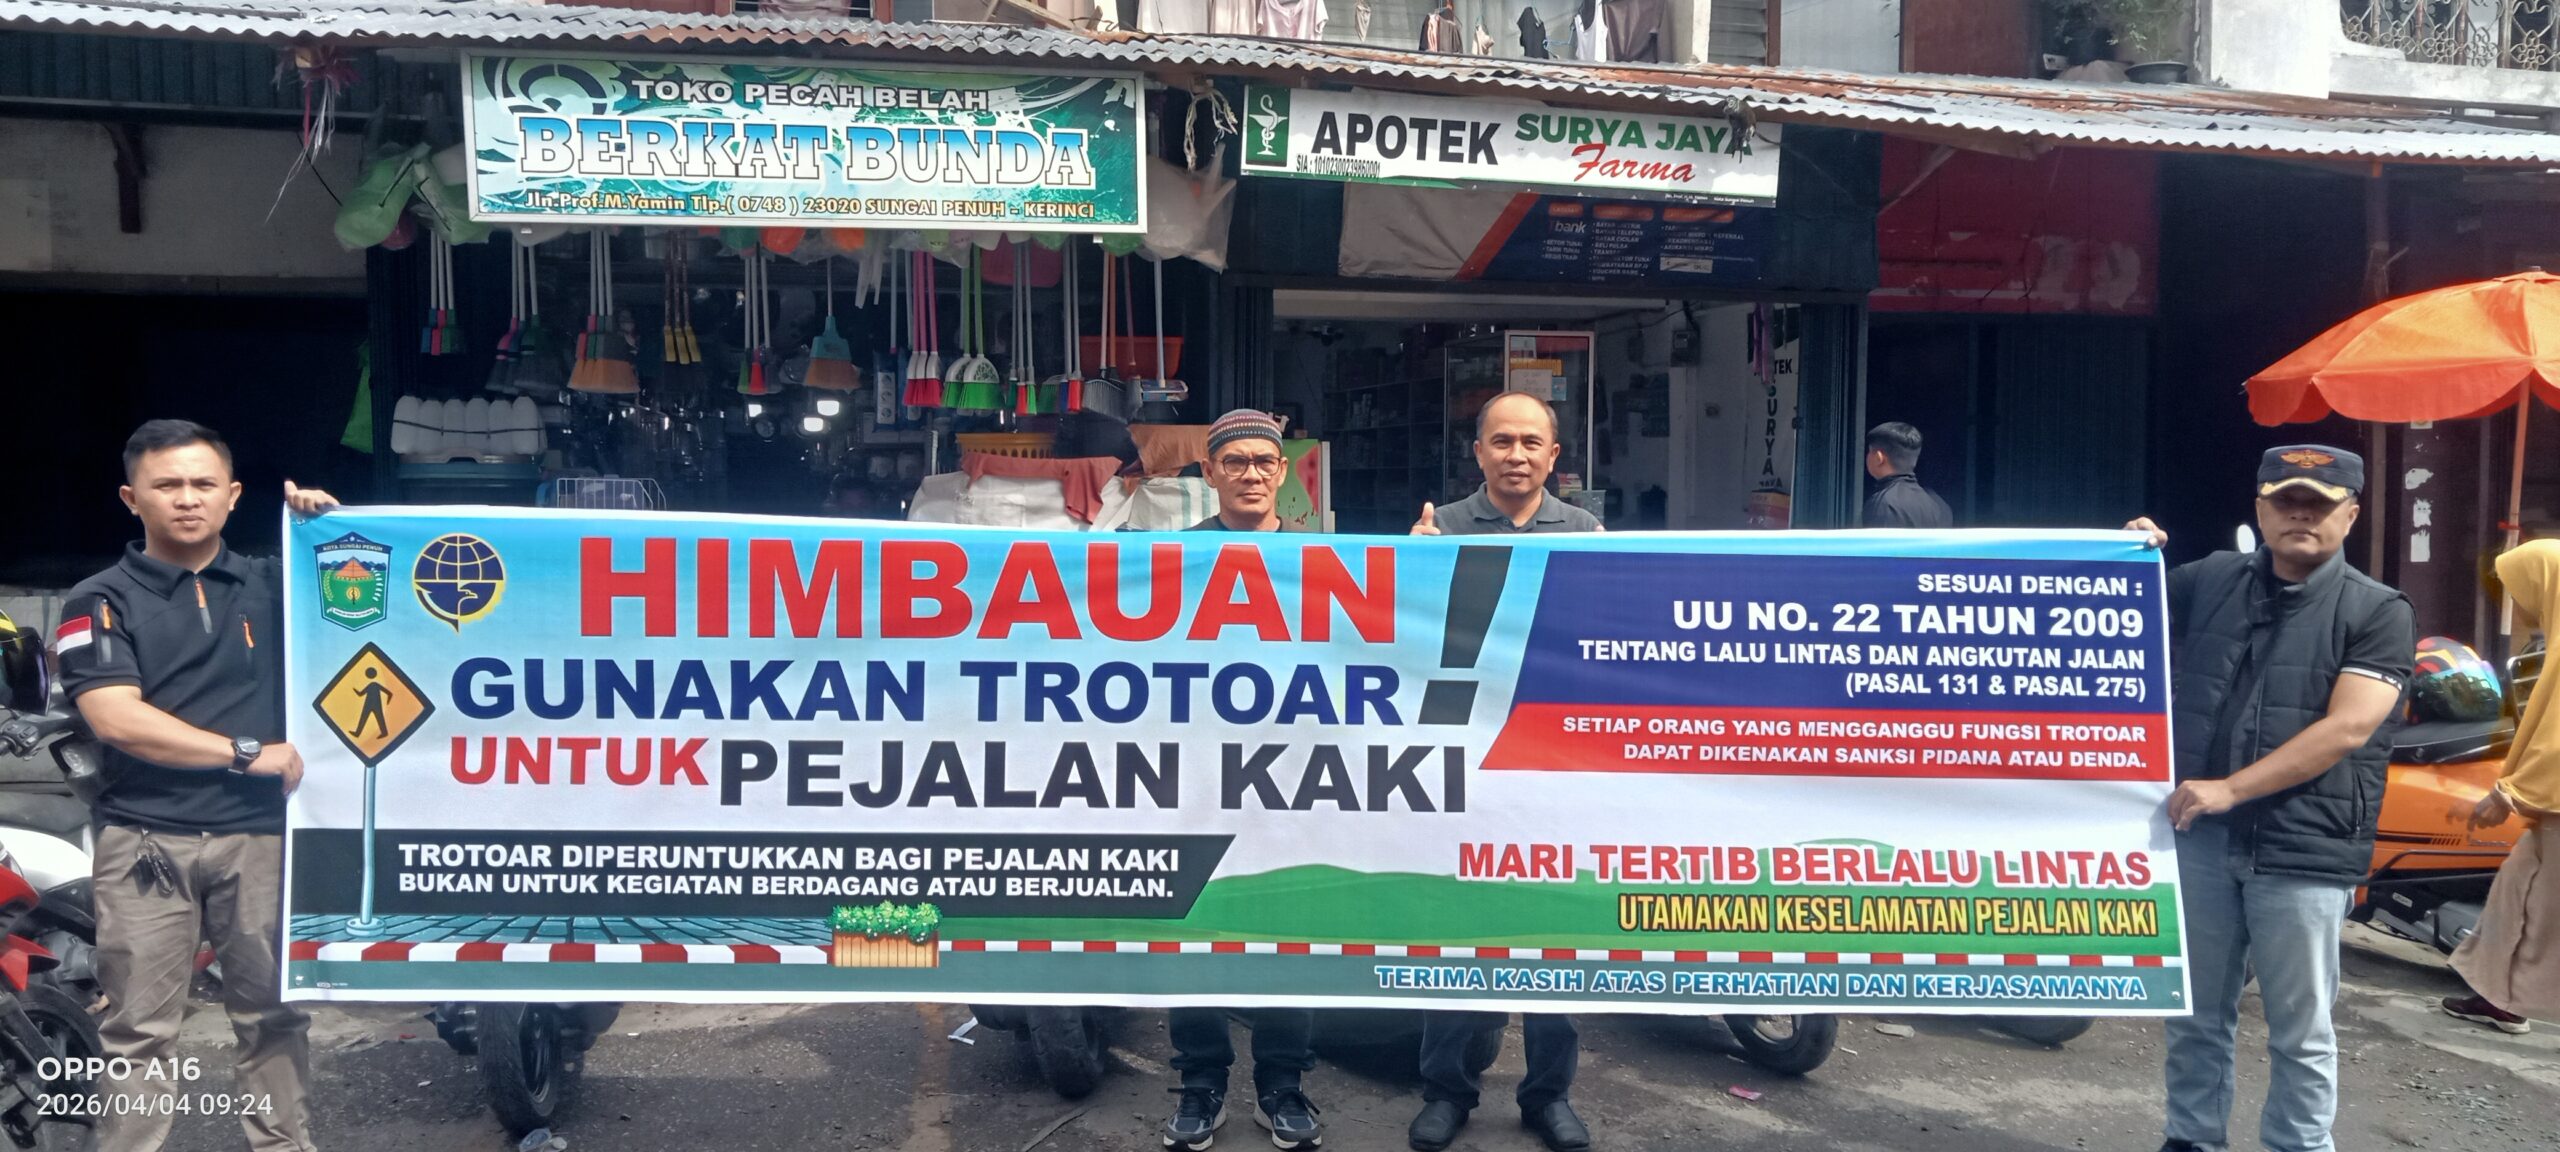 TOKO PECAH BELAH
BERKAT BUNDA
Jln.Prof.M.Yamin Tlp.( 0748 ) 23020 SUNGAI PENUH - KERINCI
APOTEK SURYA JAYA
Farma
KOTA SUNGAI PENUH
HIMBAUAN !
GUNAKAN TROTOAR
UNTUK PEJALAN KAKI
TROTOAR DIPERUNTUKKAN BAGI PEJALAN KAKI
BUKAN UNTUK KEGIATAN BERDAGANG ATAU BERJUALAN.
SESUAI DENGAN :
UU NO. 22 TAHUN 2009
TENTANG LALU LINTAS DAN ANGKUTAN JALAN
(PASAL 131 & PASAL 275)
SETIAP ORANG YANG MENGGANGGU FUNGSI TROTOAR
DAPAT DIKENAKAN SANKSI PIDANA ATAU DENDA.
MARI TERTIB BERLALU LINTAS
UTAMAKAN KESELAMATAN PEJALAN KAKI
TERIMA KASIH ATAS PERHATIAN DAN KERJASAMANYA
OPPO A16
2026/04/04 09:24